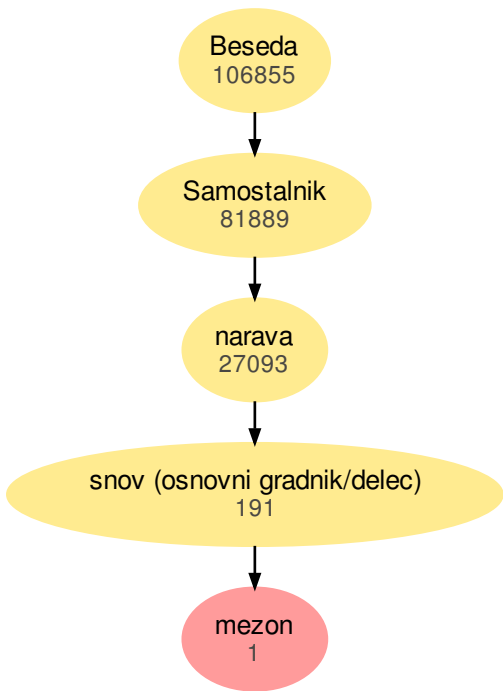 Beseda
106855
Samostalnik
81889
narava
27093
snov (osnovni gradnik/delec)
191
mezon
1